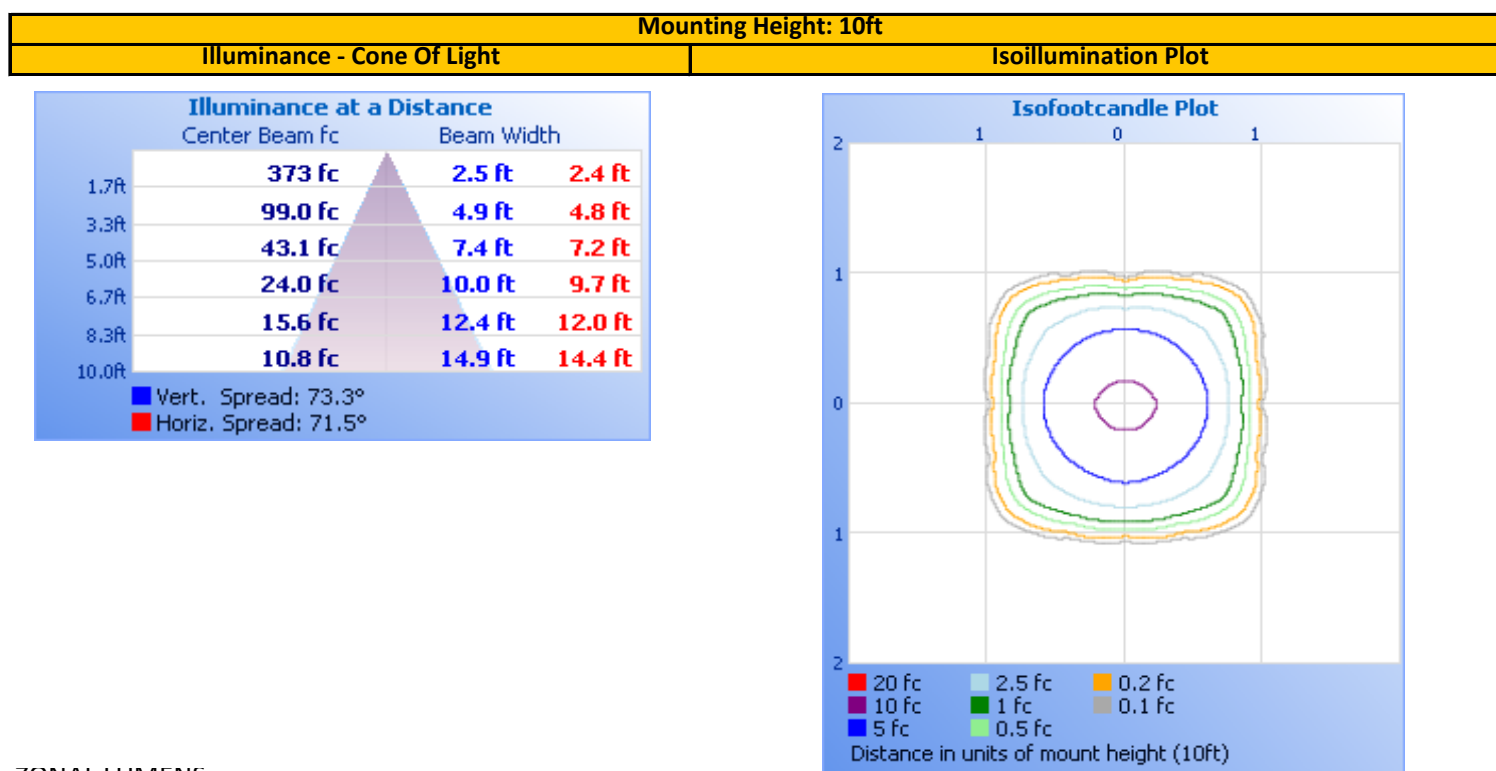 Mounting Height: 10ft
Illuminance - Cone Of Light Isoillumination Plot
Illuminance at a Distance
Center Beam fc Beam Width
1.7ft 373 fc 2.5 ft 2.4 ft
3.3ft 99.0 fc 4.9 ft 4.8 ft
5.0ft 43.1 fc 7.4 ft 7.2 ft
6.7ft 24.0 fc 10.0 ft 9.7 ft
8.3ft 15.6 fc 12.4 ft 12.0 ft
10.0ft 10.8 fc 14.9 ft 14.4 ft
Vert. Spread: 73.3°
Horiz. Spread: 71.5°
Isofootcandle Plot
1 0 1
2
1
0
1
2
20 fc 2.5 fc 0.2 fc
10 fc 1 fc 0.1 fc
5 fc 0.5 fc
Distance in units of mount height (10ft)
ZONAL LUMENS